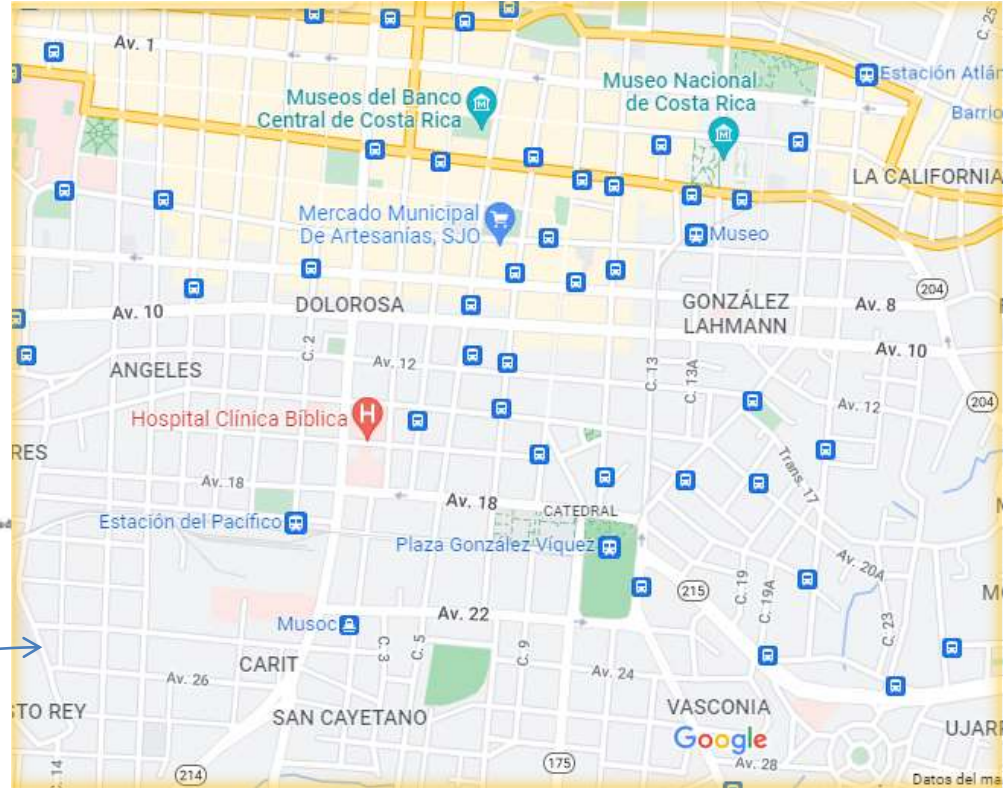 Av. 1
C. 25
Estación Atlán
Museos del Banco
Central de Costa Rica
Museo Nacional
de Costa Rica
Barrio
LA CALIFORNIA
Mercado Municipal
De Artesanías, SJO
Museo
204
Av. 10
DOLOROSA
GONZÁLEZ
LAHMANN
Av. 8
Av. 10
C. 2
Av. 12
C. 13
C. 13A
ANGELES
Av. 12
204
Hospital Clínica Bíblica
H
RES
Trans. 17
Av. 18
Av. 18
CATEDRAL
Estación del Pacífico
Plaza González Víquez
Av. 20A
215
C. 19
C. 19A
C. 23
Musoc
Av. 22
C. 3
C. 5
C. 9
CARIT
Av. 24
Av. 26
TO REY
SAN CAYETANO
VASCONIA
UJARR
Google
C. 14
214
175
Av. 28
Datos del ma